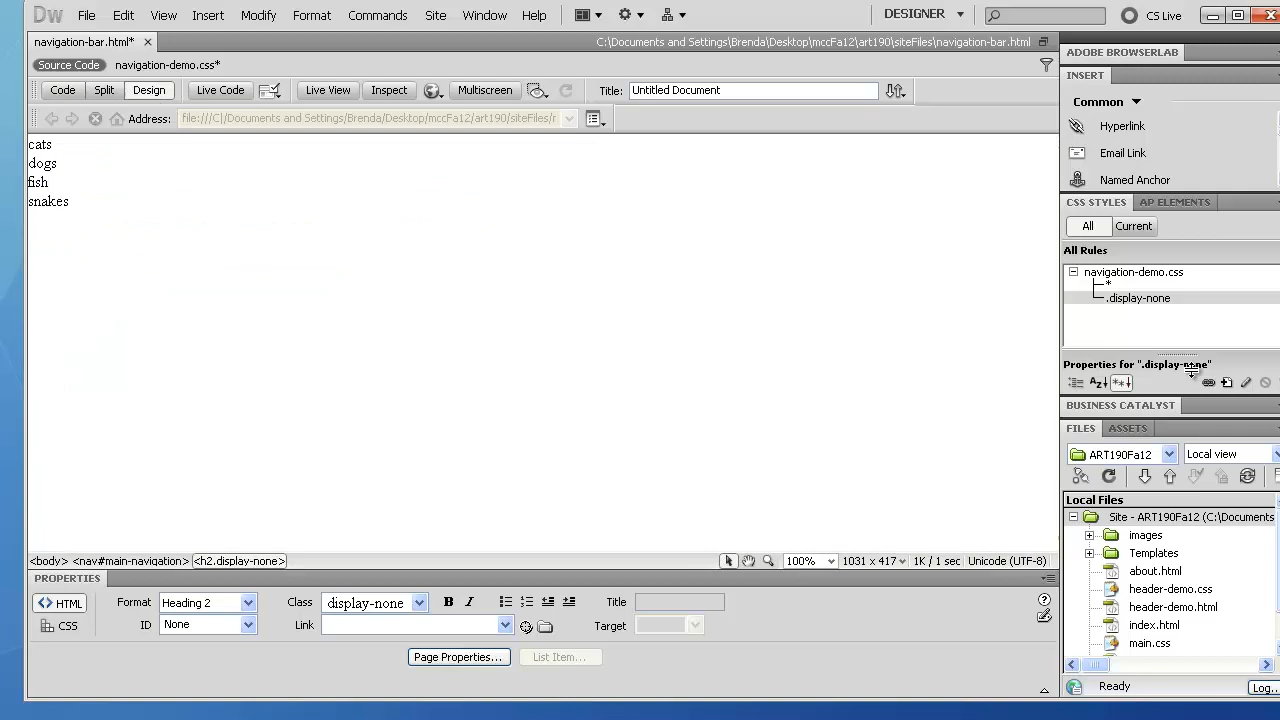 Dw File Edit View Insert Modify Format Commands Site Window Help DESIGNER CS Live
navigation-bar.html* C:\Documents and Settings\Brenda\Desktop\mccFa12\art190\siteFiles\navigation-bar.html
Source Code navigation-demo.css*
Code Split Design Live Code Live View Inspect Multiscreen Title: Untitled Document
Address: file:///C|/Documents and Settings/Brenda/Desktop/mccFa12/art190/siteFiles/r
cats
dogs
fish
snakes
<body> <nav#main-navigation> <h2.display-none> 100% 1031 x 417 1K / 1 sec Unicode (UTF-8)
PROPERTIES
<> HTML Format Heading 2 Class display-none B I Title
CSS ID None Link Target
Page Properties... List Item...
ADOBE BROWSERLAB
INSERT
Common
Hyperlink
Email Link
Named Anchor
CSS STYLES AP ELEMENTS
All Current
All Rules
navigation-demo.css
*
.display-none
Properties for ".display-none"
Az↓ **↓
BUSINESS CATALYST
FILES ASSETS
ART190Fa12 Local view
Local Files
Site - ART190Fa12 (C:\Documents
images
Templates
about.html
header-demo.css
header-demo.html
index.html
main.css
Ready Log...